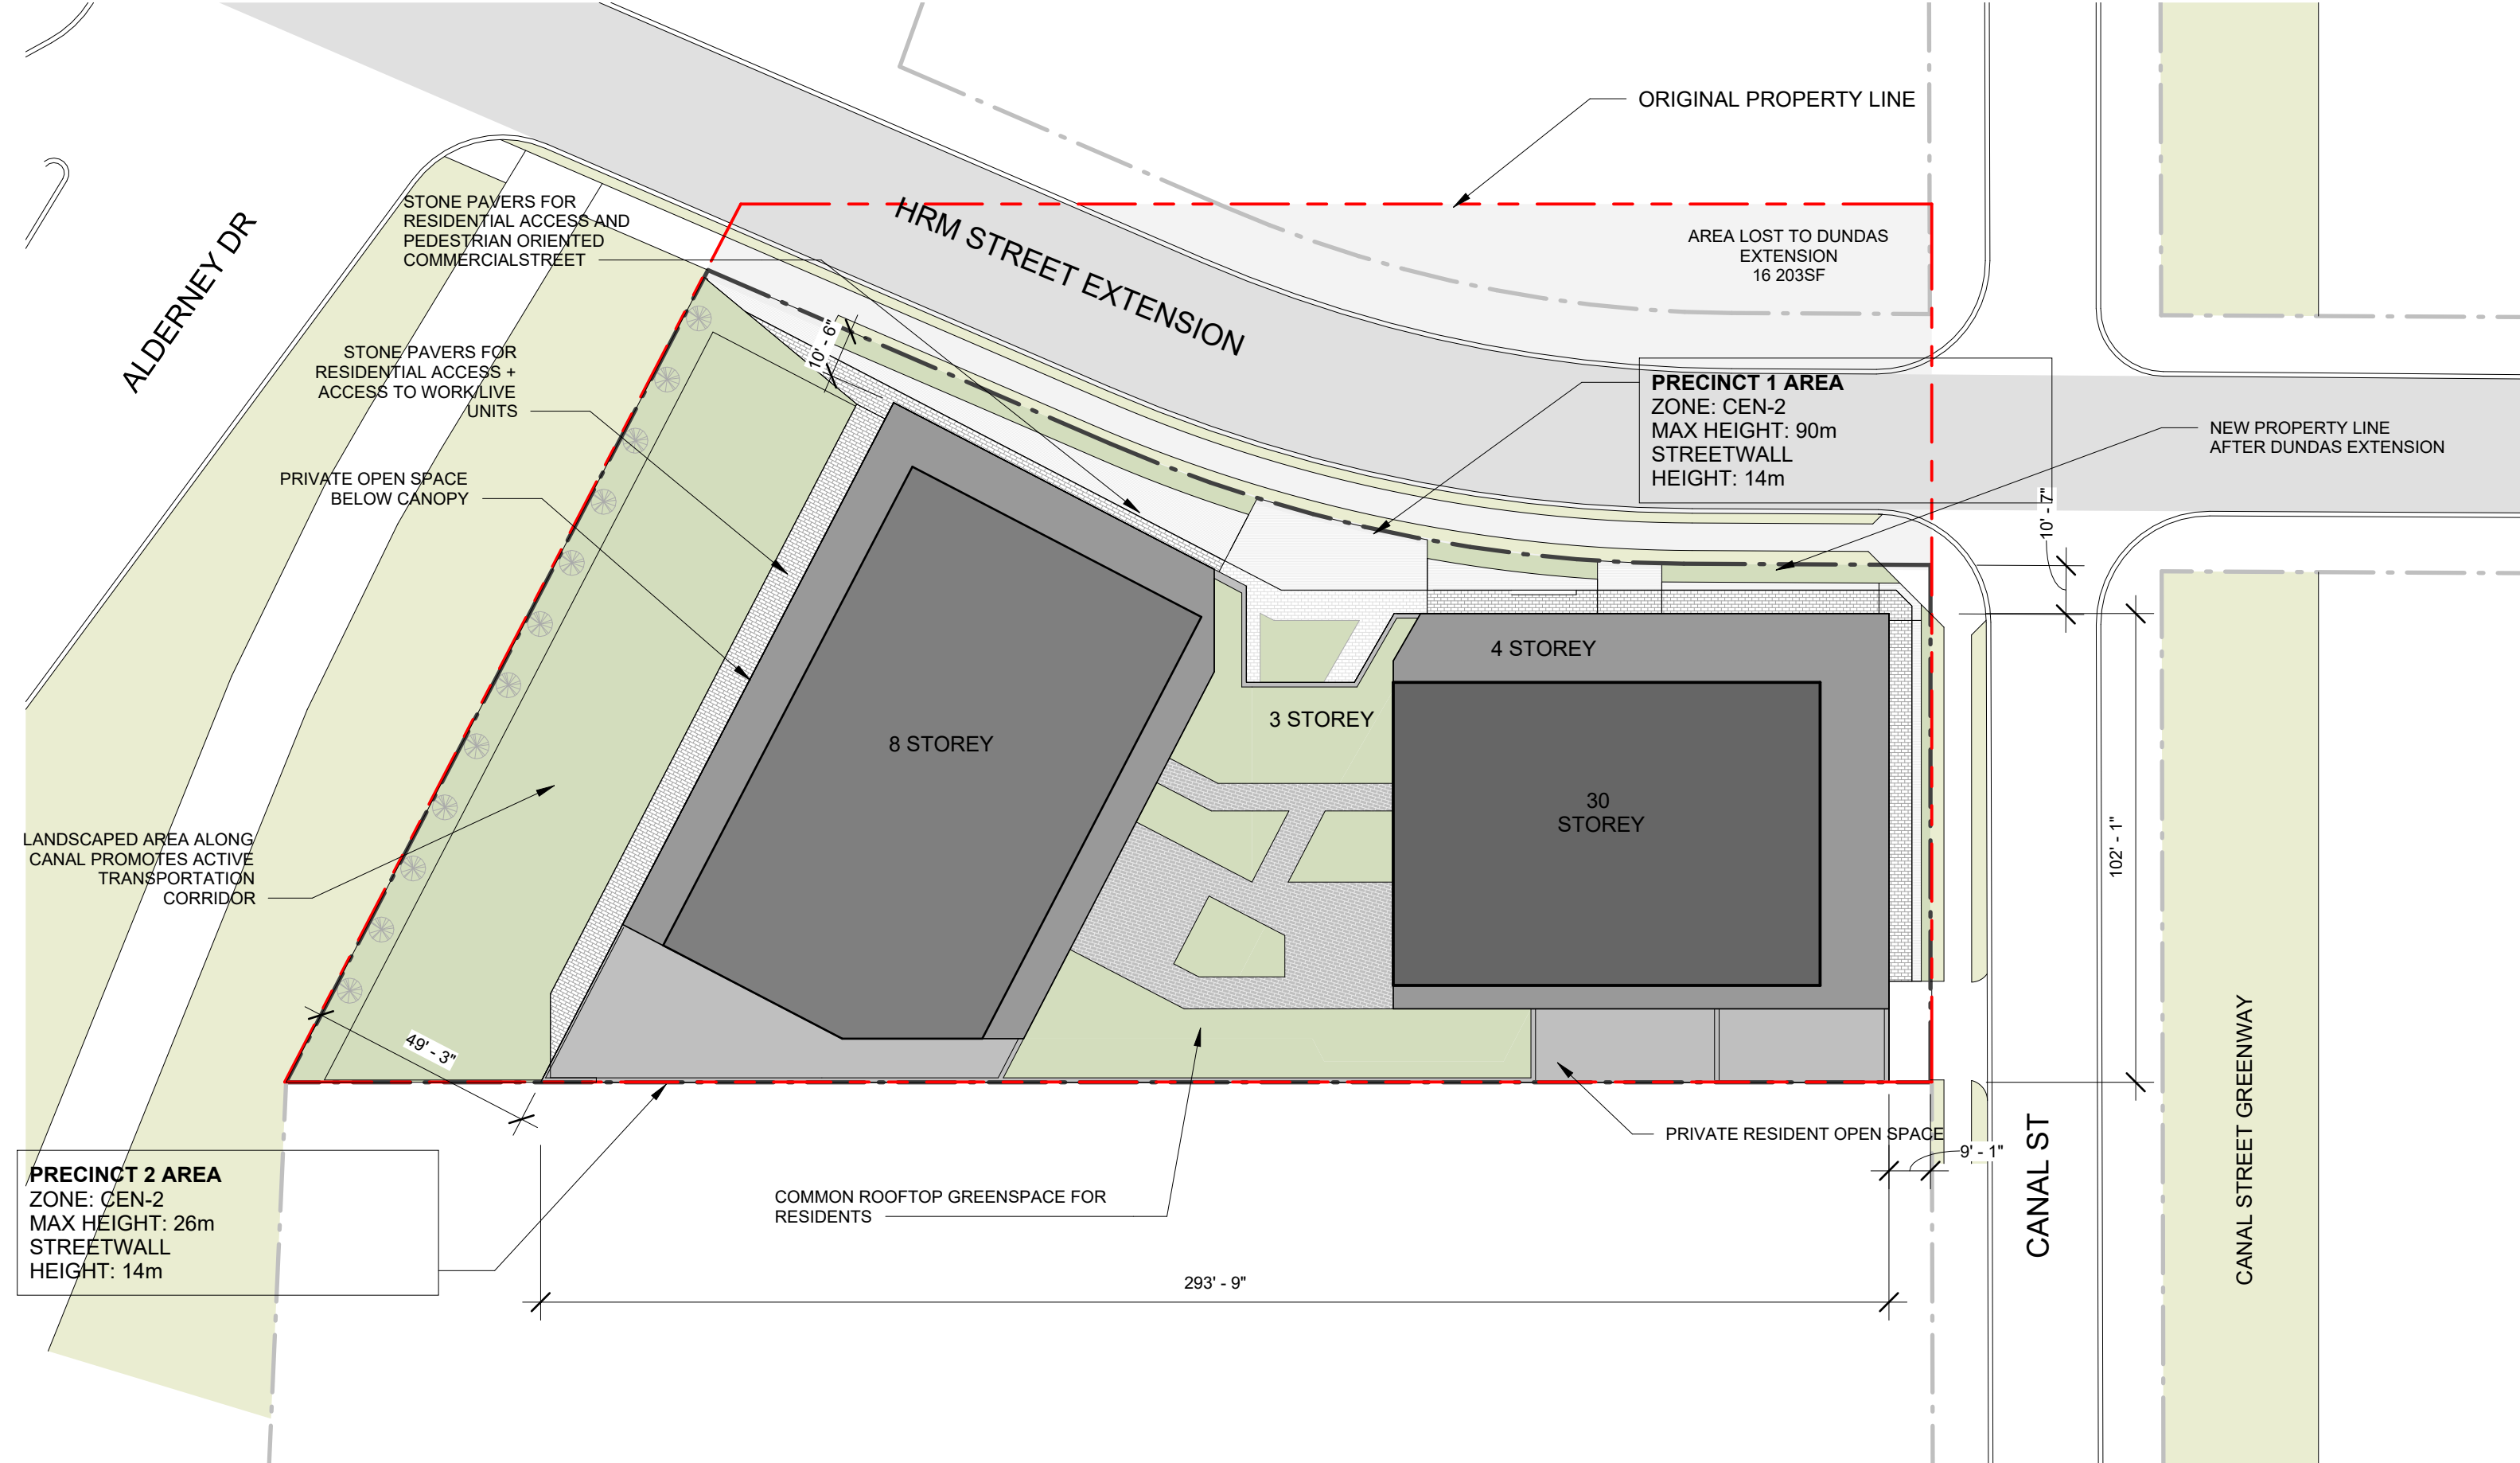 ORIGINAL PROPERTY LINE
STONE PAVERS FOR
RESIDENTIAL ACCESS AND
PEDESTRIAN ORIENTED
COMMERCIALSTREET
HRM STREET EXTENSION
AREA LOST TO DUNDAS
EXTENSION
16 203SF
ALDERNEY DR
STONE PAVERS FOR
RESIDENTIAL ACCESS +
ACCESS TO WORK/LIVE
UNITS
10' - 6"
PRECINCT 1 AREA
ZONE: CEN-2
MAX HEIGHT: 90m
STREETWALL
HEIGHT: 14m
NEW PROPERTY LINE
AFTER DUNDAS EXTENSION
PRIVATE OPEN SPACE
BELOW CANOPY
10' - 7"
4 STOREY
3 STOREY
8 STOREY
30
STOREY
LANDSCAPED AREA ALONG
CANAL PROMOTES ACTIVE
TRANSPORTATION
CORRIDOR
102' - 1"
49' - 3"
PRIVATE RESIDENT OPEN SPACE
9' - 1"
CANAL ST
CANAL STREET GREENWAY
PRECINCT 2 AREA
ZONE: CEN-2
MAX HEIGHT: 26m
STREETWALL
HEIGHT: 14m
COMMON ROOFTOP GREENSPACE FOR
RESIDENTS
293' - 9"